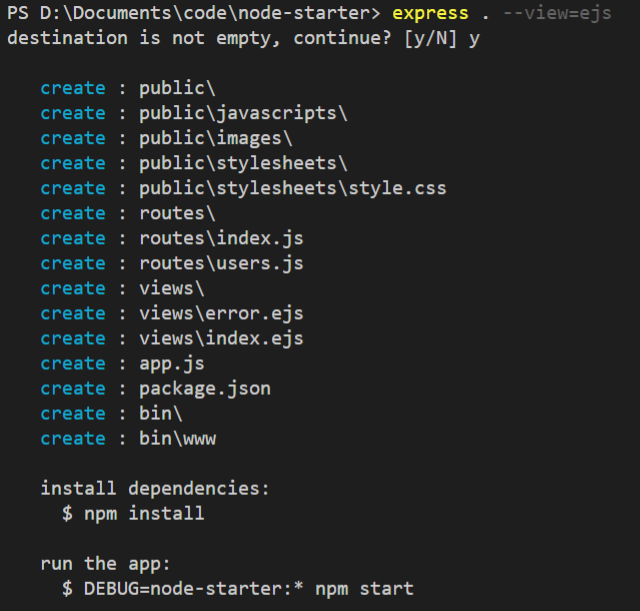 PS D:\Documents\code\node-starter> express . --view=ejs
destination is not empty, continue? [y/N] y
create : public\
create : public\javascripts\
create : public\images\
create : public\stylesheets\
create : public\stylesheets\style.css
create : routes\
create : routes\index.js
create : routes\users.js
create : views\
create : views\error.ejs
create : views\index.ejs
create : app.js
create : package.json
create : bin\
create : bin\www
install dependencies:
$ npm install
run the app:
$ DEBUG=node-starter:* npm start